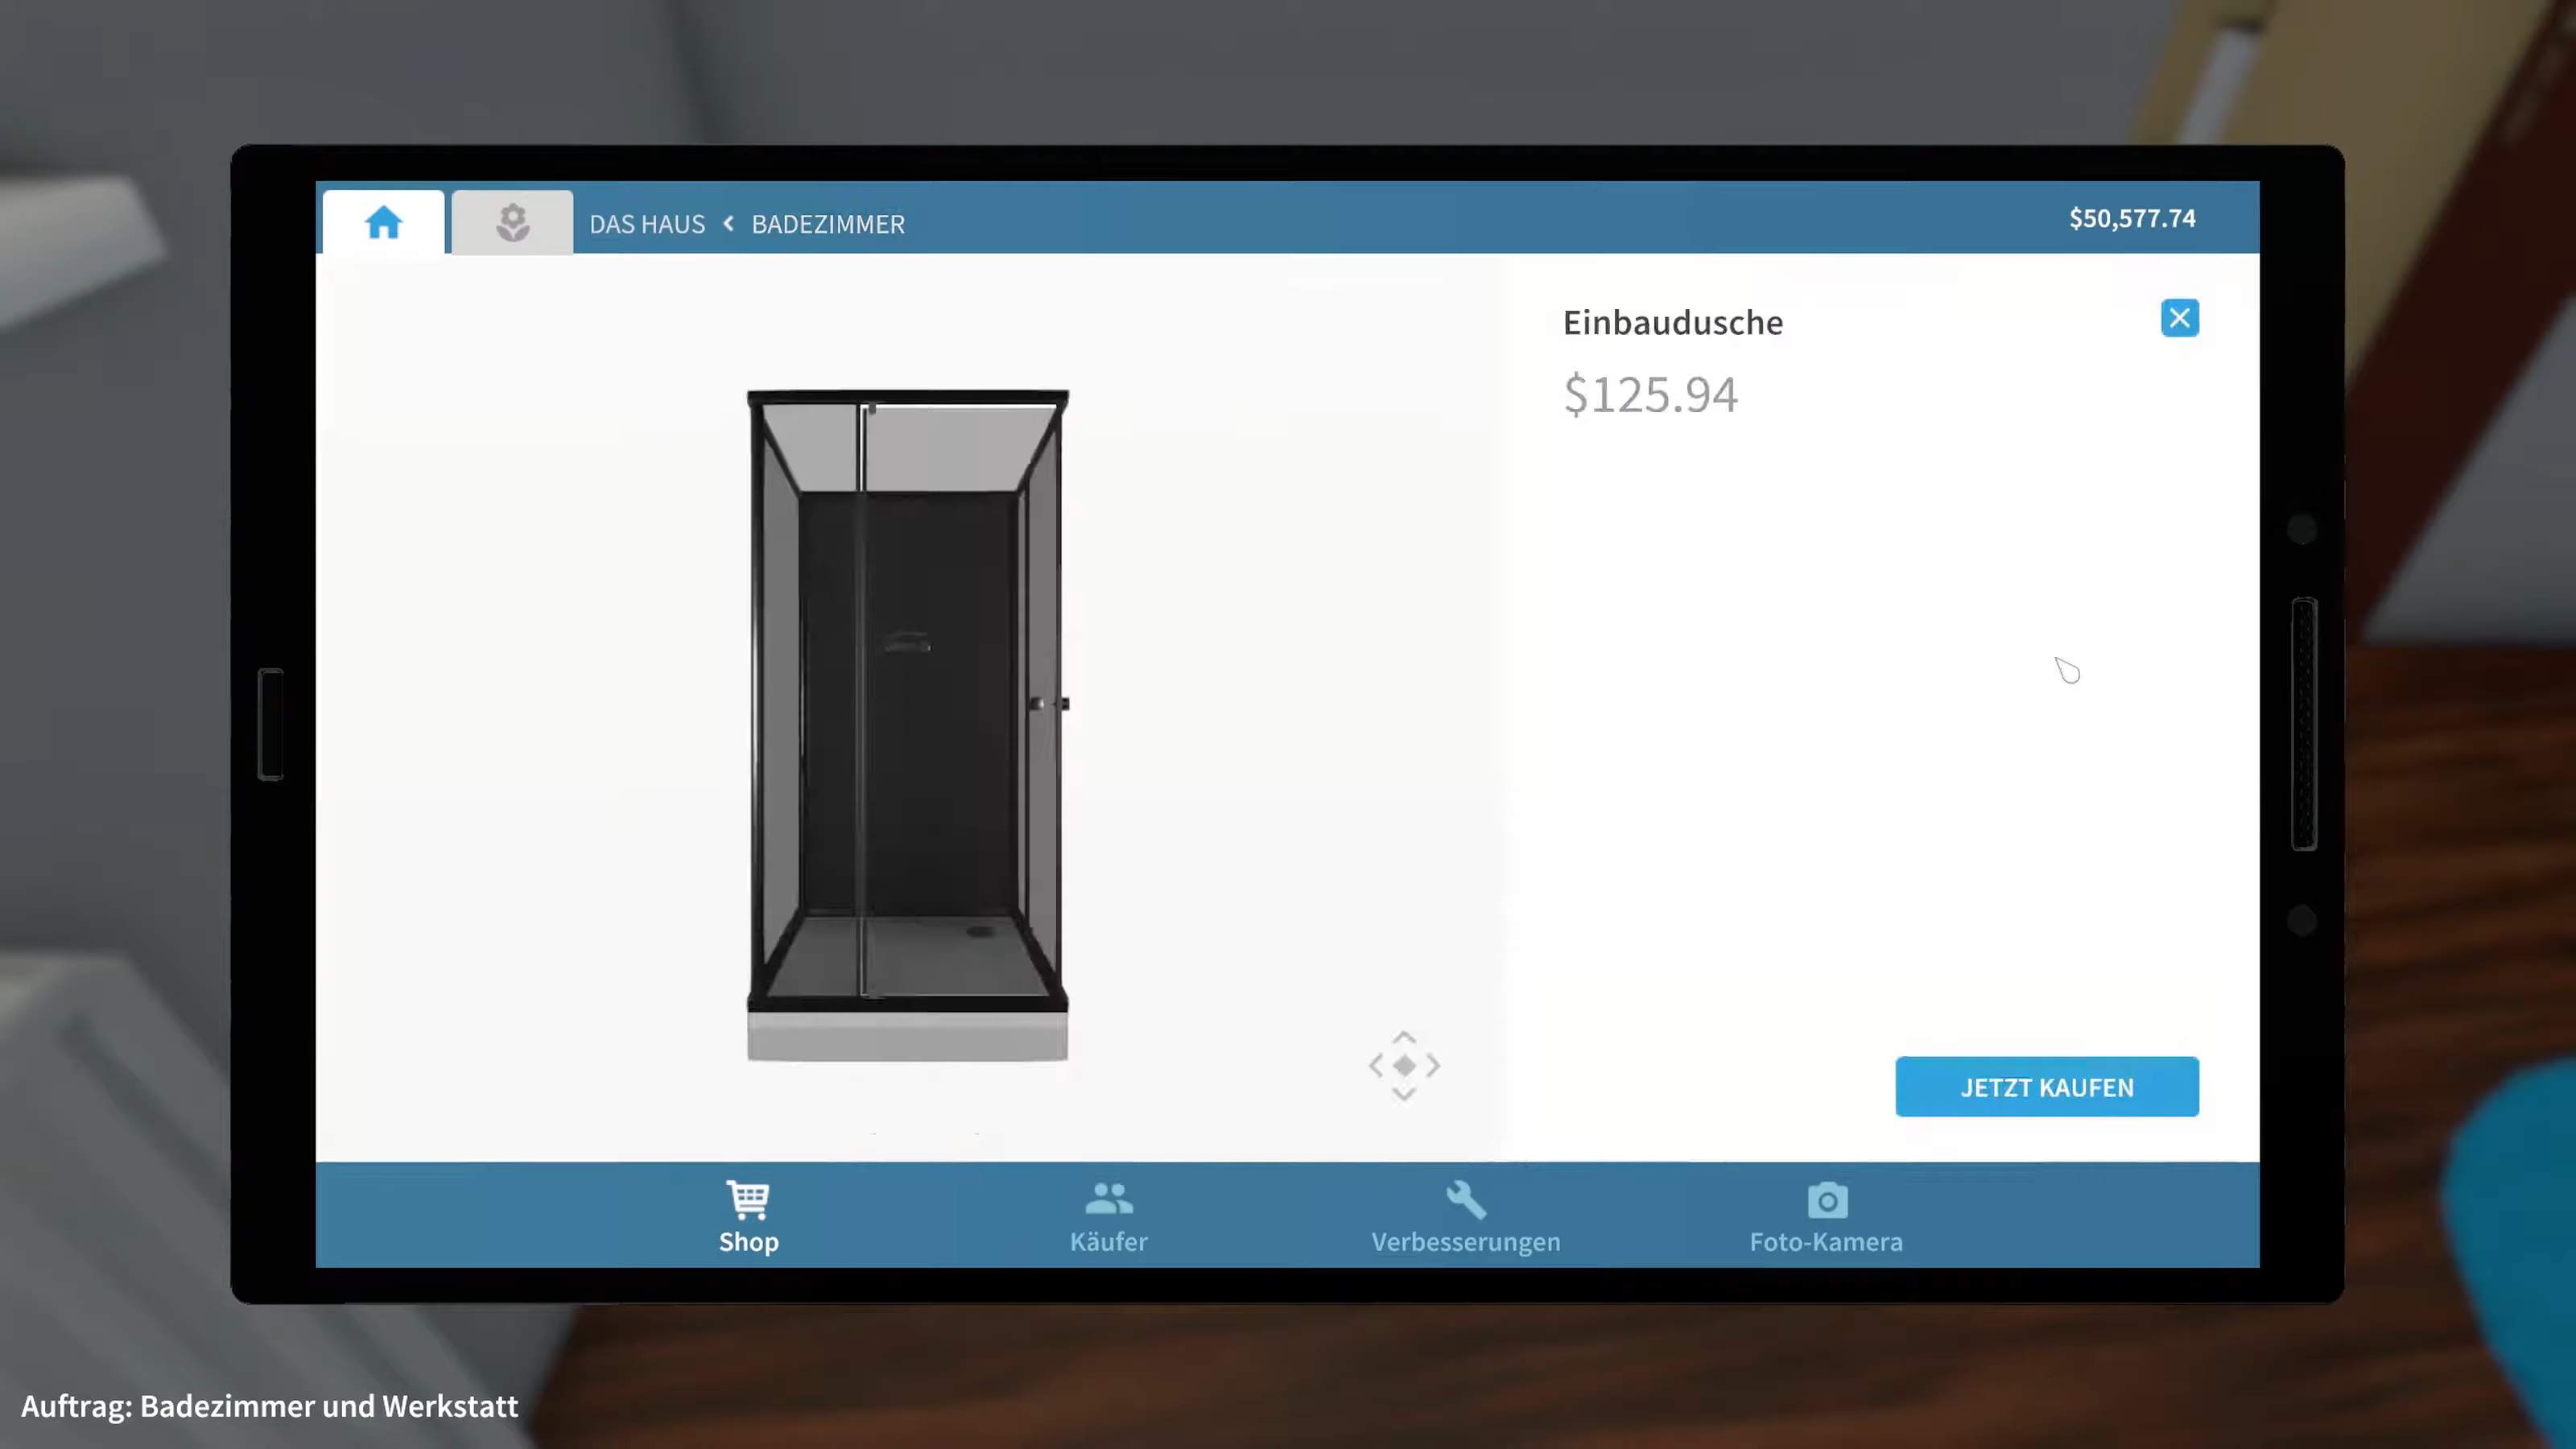 DAS HAUS < BADEZIMMER
$50,577.74
Einbaudusche
$125.94
JETZT KAUFEN
Shop
Käufer
Verbesserungen
Foto-Kamera
Auftrag: Badezimmer und Werkstatt